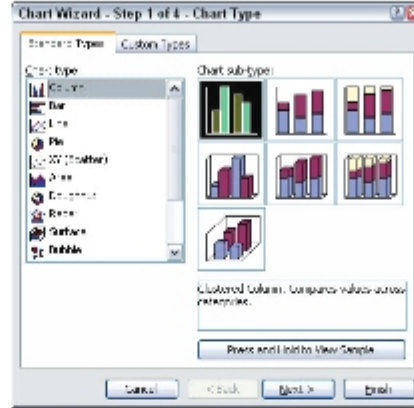 Chart Wizard - Step 1 of 4 - Chart Type
Standard Types
Custom Types
Chart type:
Chart sub-type:
Column
Bar
Line
Pie
XY (Scatter)
Area
Doughnut
Radar
Surface
Bubble
Clustered Column. Compares values across
categories.
Press and Hold to View Sample
Cancel
< Back
Next >
Finish